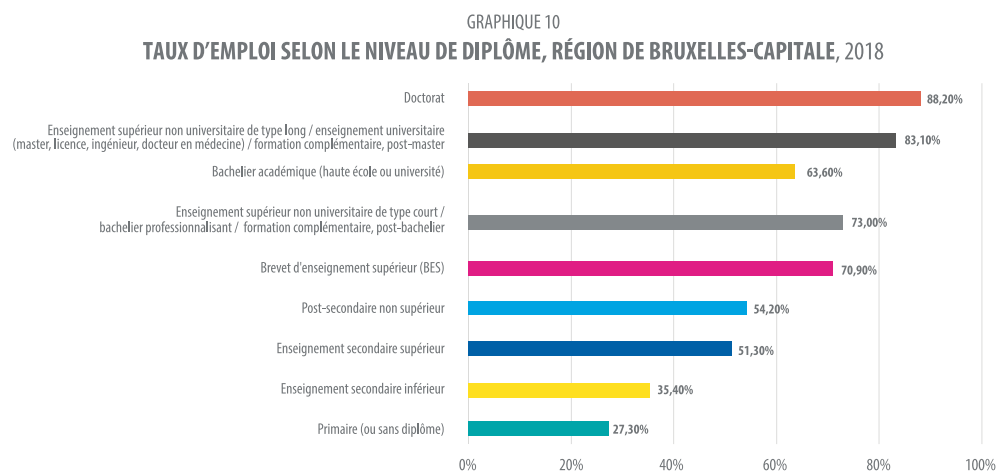 GRAPHIQUE 10
TAUX D'EMPLOI SELON LE NIVEAU DE DIPLÔME, RÉGION DE BRUXELLES-CAPITALE, 2018
Doctorat
88,20%
Enseignement supérieur non universitaire de type long / enseignement universitaire
(master, licence, ingénieur, docteur en médecine) / formation complémentaire, post-master
83,10%
Bachelier académique (haute école ou université)
63,60%
Enseignement supérieur non universitaire de type court /
bachelier professionnalisant / formation complémentaire, post-bachelier
73,00%
Brevet d'enseignement supérieur (BES)
70,90%
Post-secondaire non supérieur
54,20%
Enseignement secondaire supérieur
51,30%
Enseignement secondaire inférieur
35,40%
Primaire (ou sans diplôme)
27,30%
0% 20% 40% 60% 80% 100%